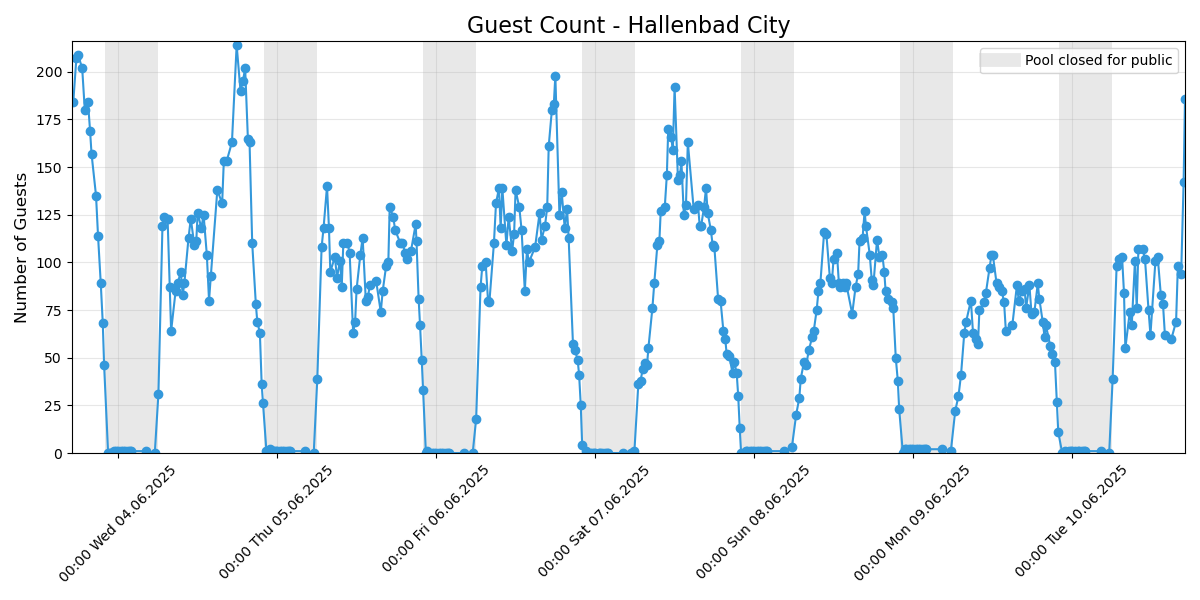 Guest Count - Hallenbad City
Pool closed for public
Number of Guests
200
175
150
125
100
75
50
25
0
00:00 Wed 04.06.2025
00:00 Thu 05.06.2025
00:00 Fri 06.06.2025
00:00 Sat 07.06.2025
00:00 Sun 08.06.2025
00:00 Mon 09.06.2025
00:00 Tue 10.06.2025